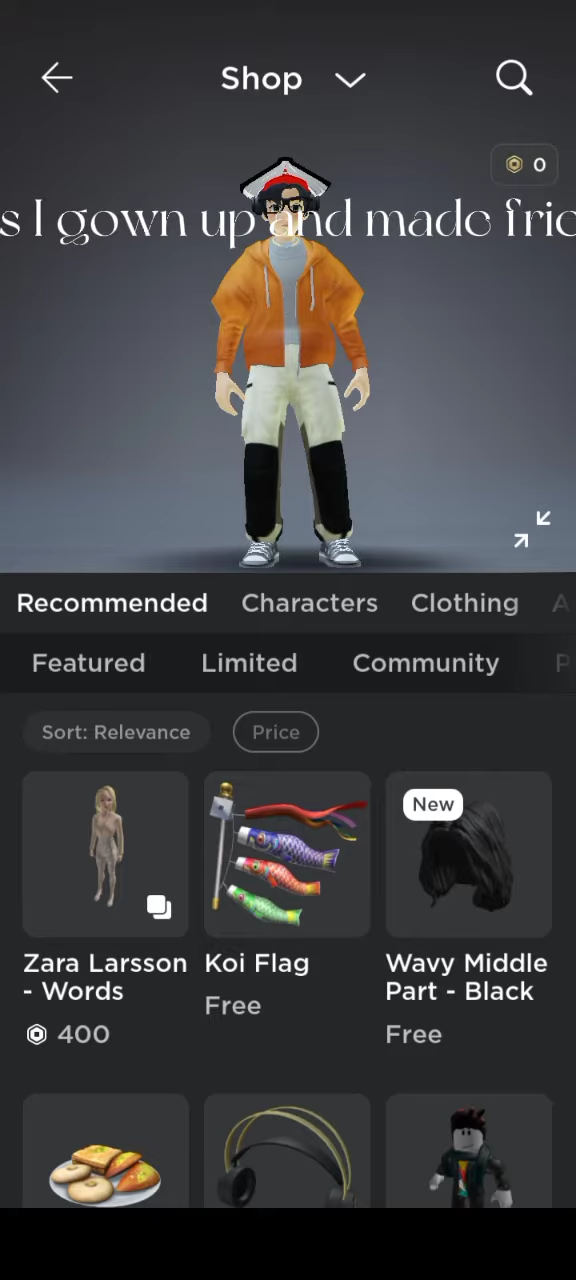 Shop
0
s I gown up and made fri
Recommended Characters Clothing A
Featured Limited Community P
Sort: Relevance Price
New
Zara Larsson - Words
Koi Flag
Wavy Middle Part - Black
400
Free
Free